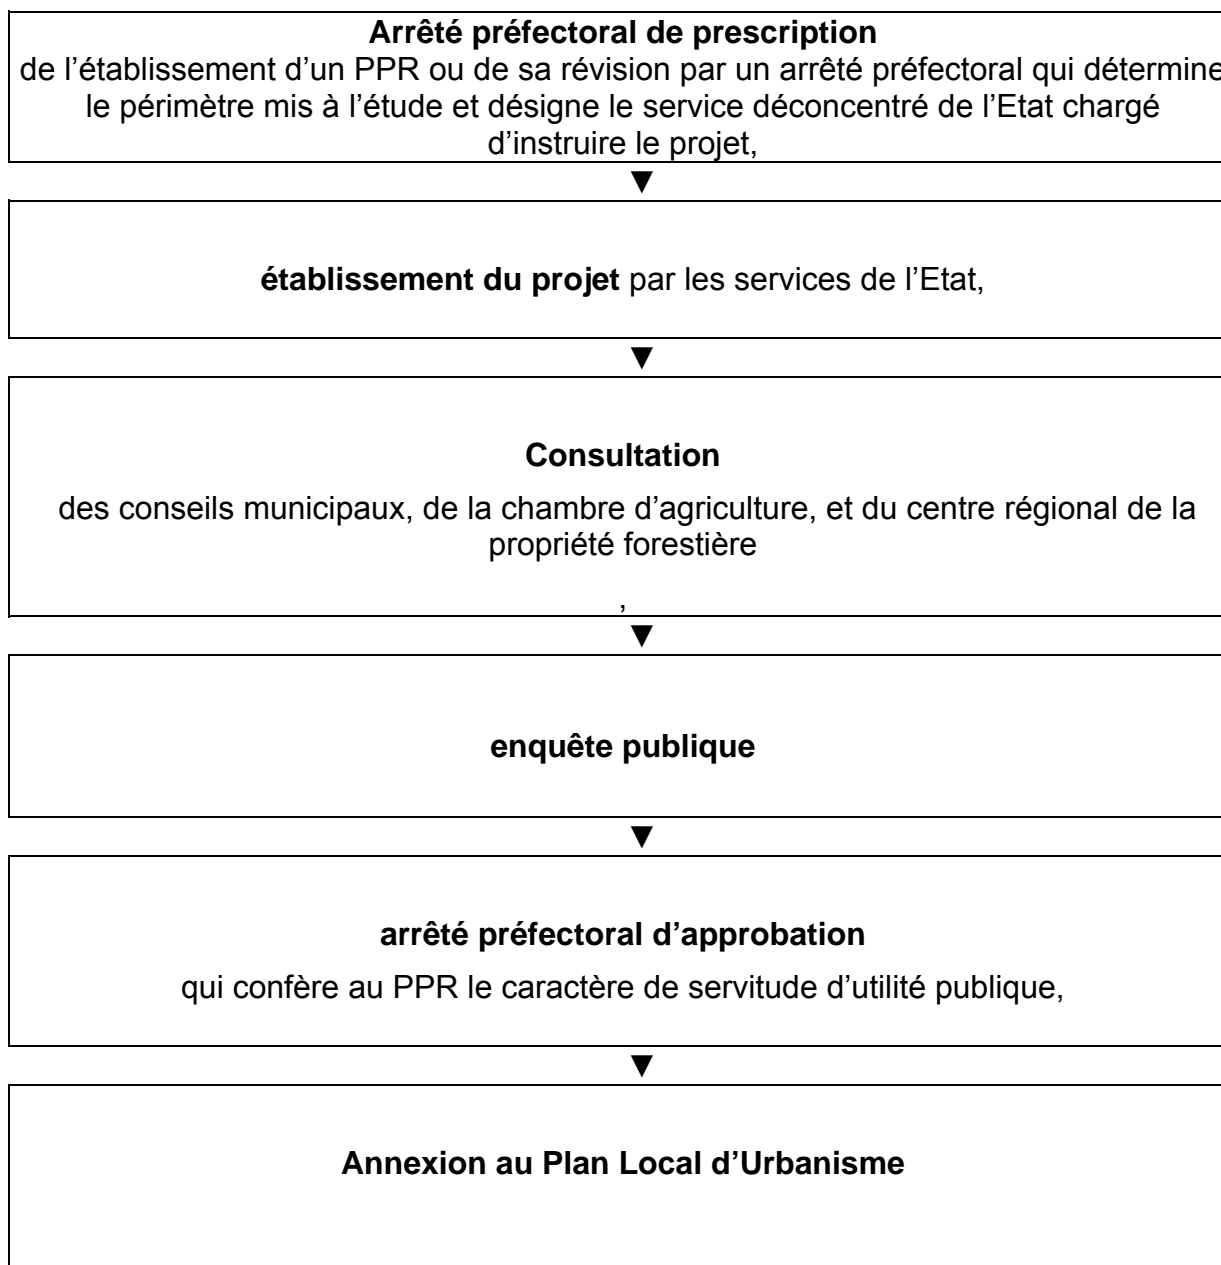 Arrêté préfectoral de prescription
de l’établissement d’un PPR ou de sa révision par un arrêté préfectoral qui détermine
le périmètre mis à l’étude et désigne le service déconcentré de l’Etat chargé
d’instruire le projet,
▼
établissement du projet par les services de l’Etat,
▼
Consultation
des conseils municipaux, de la chambre d’agriculture, et du centre régional de la
propriété forestière
,
▼
enquête publique
▼
arrêté préfectoral d’approbation
qui confère au PPR le caractère de servitude d’utilité publique,
▼
Annexion au Plan Local d’Urbanisme